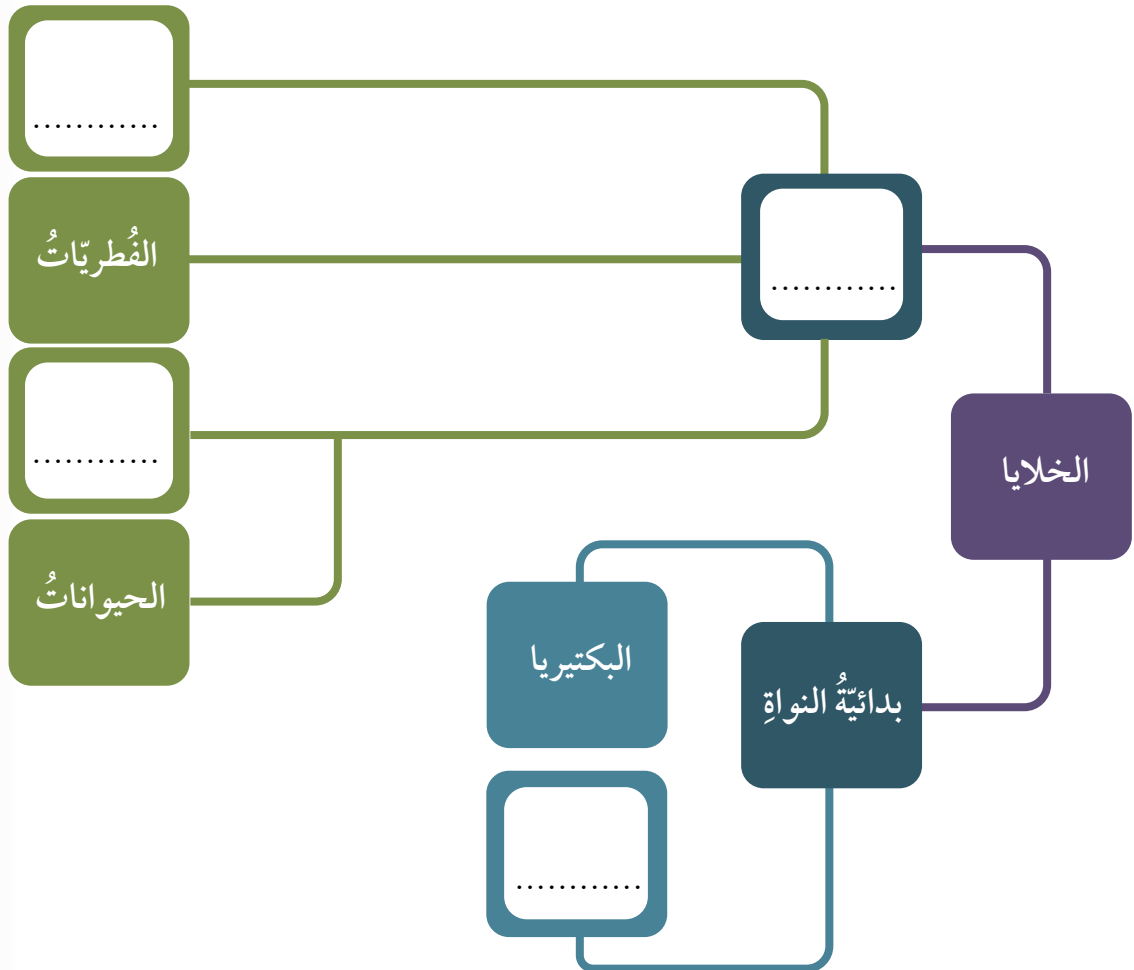 ............
الفُطريّاتُ
............
............
الخلايا
الحيواناتُ
البكتيريا
بدائيّةُ النواةِ
............